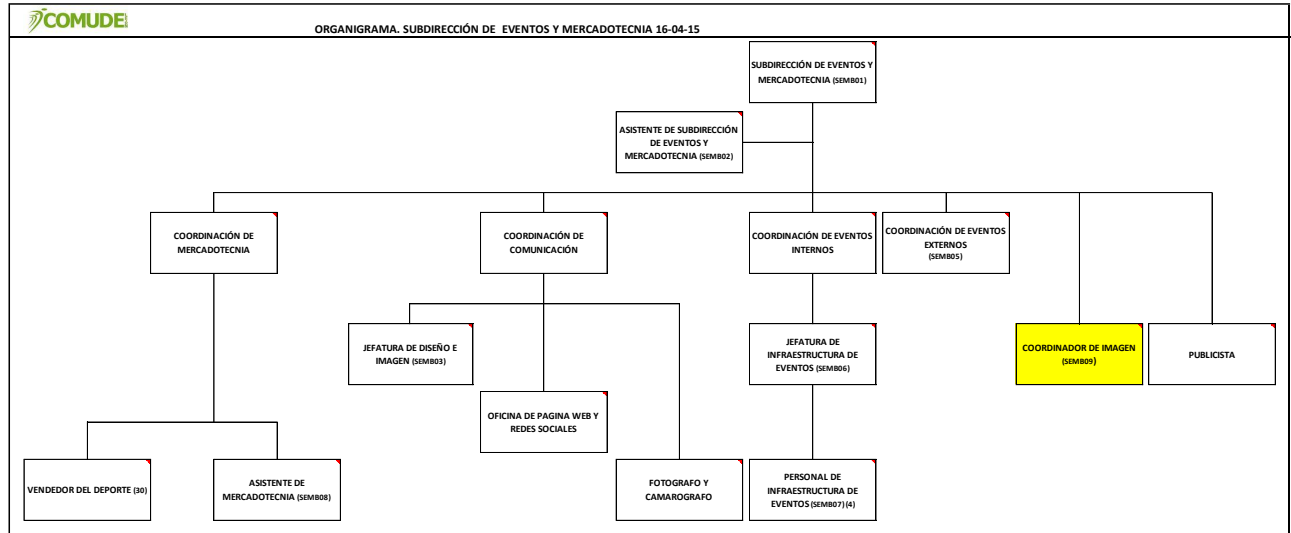 COMUDE
ORGANIGRAMA. SUBDIRECCIÓN DE EVENTOS Y MERCADOTECNIA 16-04-15
SUBDIRECCIÓN DE EVENTOS Y
MERCADOTECNIA (SEMB01)
ASISTENTE DE SUBDIRECCIÓN
DE EVENTOS Y
MERCADOTECNIA (SEMB02)
COORDINACIÓN DE
MERCADOTECNIA
COORDINACIÓN DE
COMUNICACIÓN
COORDINACIÓN DE EVENTOS
INTERNOS
COORDINACIÓN DE EVENTOS
EXTERNOS
(SEMB05)
JEFATURA DE DISEÑO E
IMAGEN (SEMB03)
JEFATURA DE
INFRAESTRUCTURA DE
EVENTOS (SEMB06)
COORDINADOR DE IMAGEN
(SEMB09)
PUBLICISTA
OFICINA DE PAGINA WEB Y
REDES SOCIALES
VENDEDOR DEL DEPORTE (30)
ASISTENTE DE
MERCADOTECNIA (SEMB08)
FOTOGRAFO Y
CAMAROGRAFO
PERSONAL DE
INFRAESTRUCTURA DE
EVENTOS (SEMB07) (4)